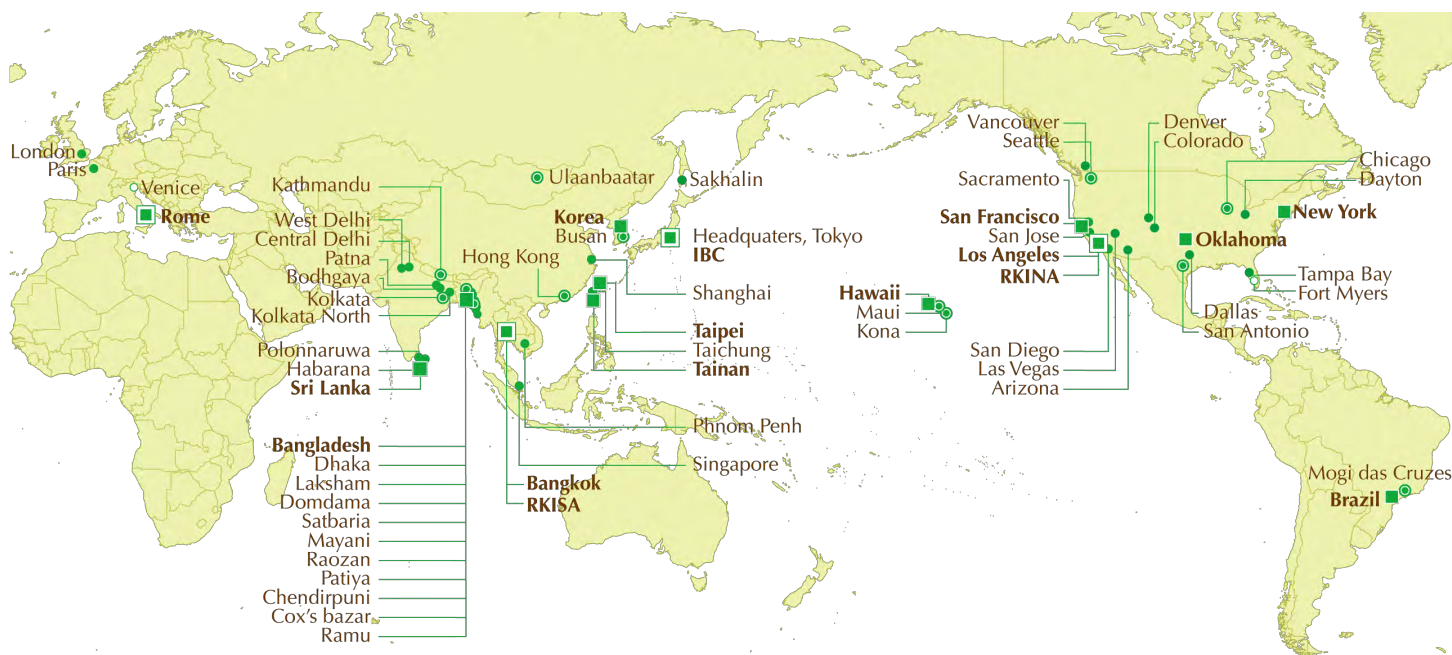 London
Paris
Venice
Rome
Kathmandu
West Delhi
Central Delhi
Patna
Bodhgaya
Kolkata
Kolkata North
Polonnaruwa
Habarana
Sri Lanka
Bangladesh
Dhaka
Laksham
Domdama
Satbaria
Mayani
Raozan
Patiya
Chendirpuni
Cox's bazar
Ramu
Ulaanbaatar
Sakhalin
Korea
Busan
Hong Kong
Headquaters, Tokyo
IBC
Shanghai
Taipei
Taichung
Tainan
Phnom Penh
Singapore
Bangkok
RKISA
Hawaii
Maui
Kona
Vancouver
Seattle
Sacramento
San Francisco
San Jose
Los Angeles
RKINA
San Diego
Las Vegas
Arizona
Denver
Colorado
Chicago
Dayton
New York
Oklahoma
Tampa Bay
Fort Myers
Dallas
San Antonio
Mogi das Cruzes
Brazil